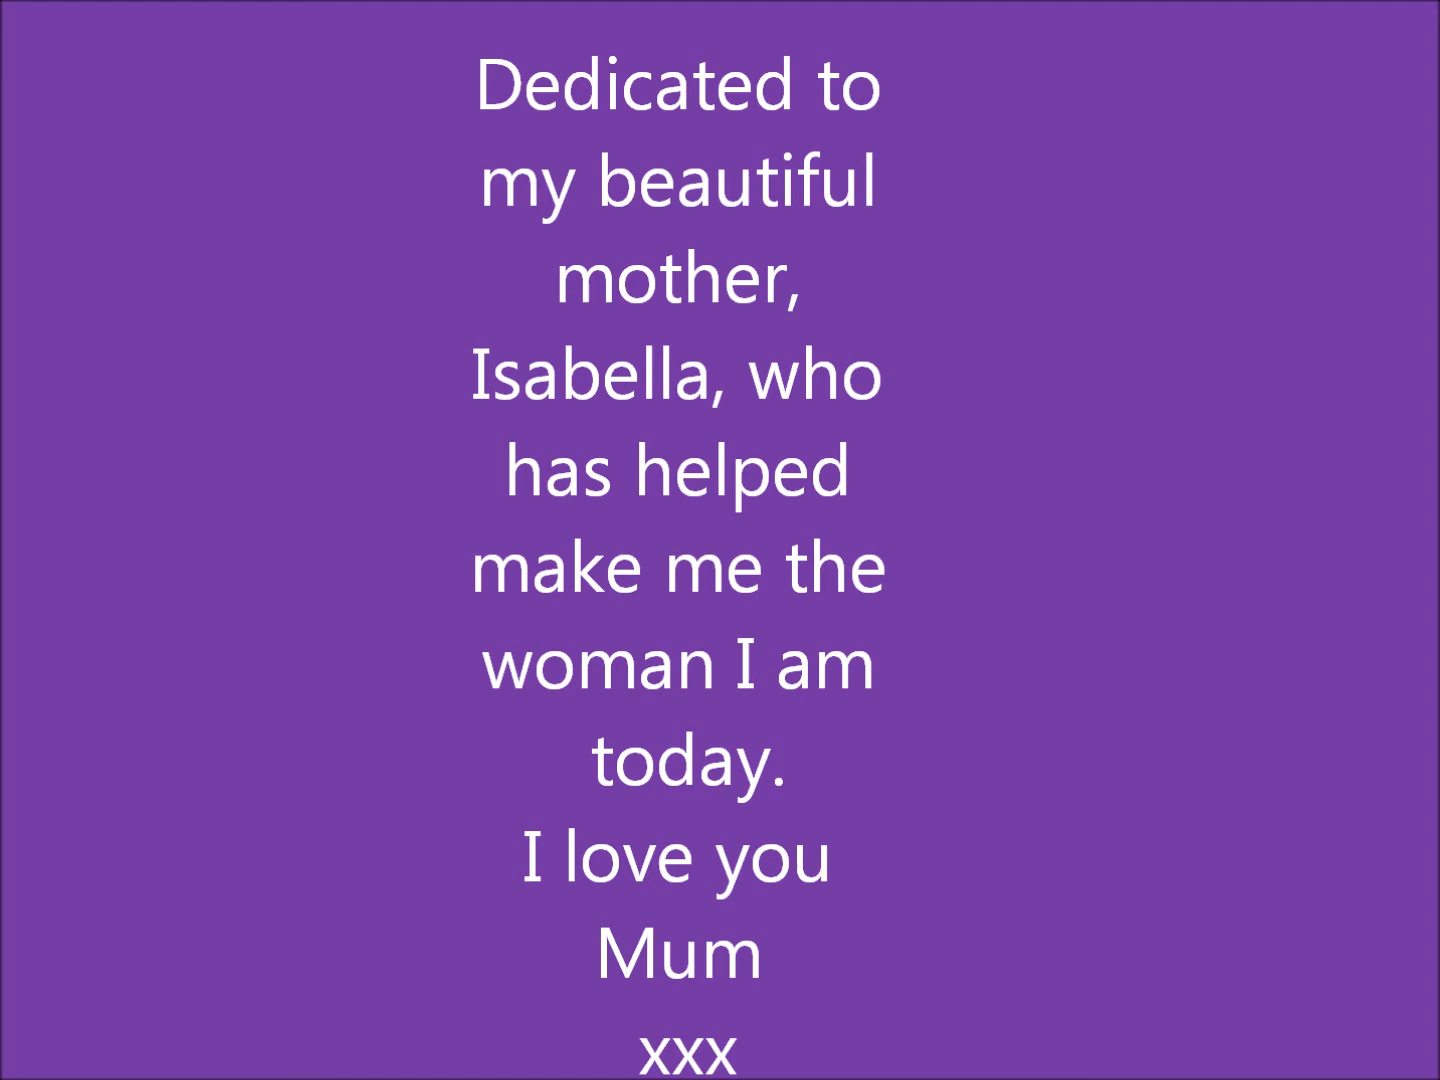 Dedicated to
my beautiful
mother,
Isabella, who
has helped
make me the
woman I am
today.
I love you
Mum
xxx